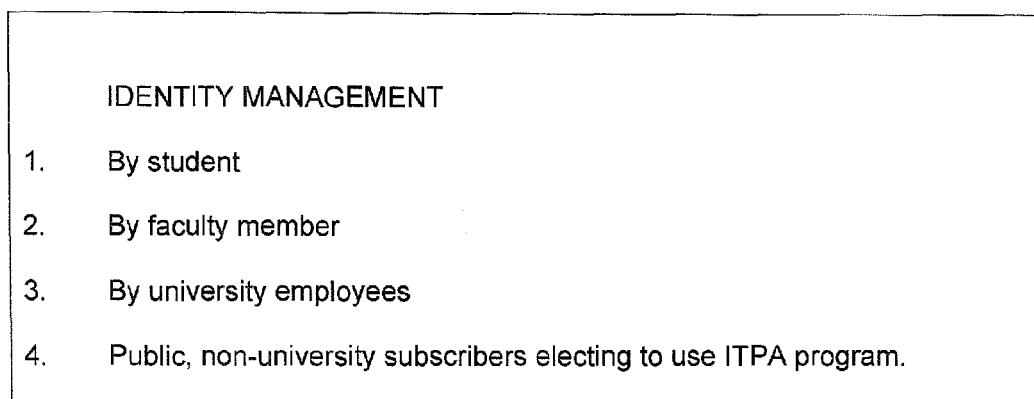 IDENTITY MANAGEMENT
1. By student
2. By faculty member
3. By university employees
4. Public, non-university subscribers electing to use ITPA program.